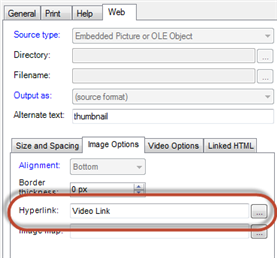 General Print Help Web
Source type: Embedded Picture or OLE Object
Directory: ...
Filename: ...
Output as: (source format)
Alternate text: thumbnail
Size and Spacing Image Options Video Options Linked HTML
Alignment: Bottom
Border thickness: 0 px
Hyperlink: Video Link ...
Image map: ...